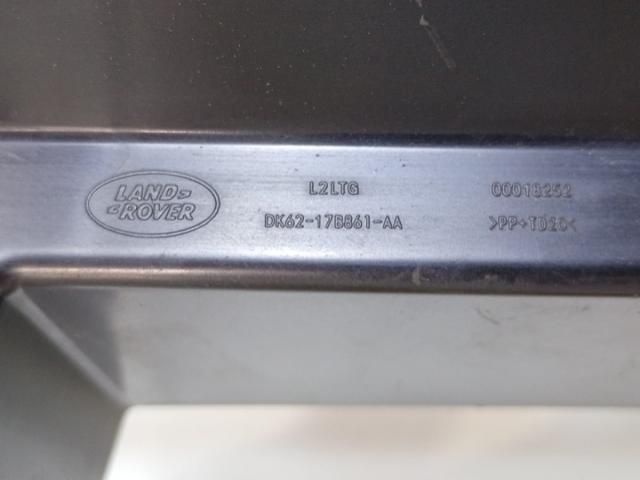 LAND
ROVER
L2LTG
DK62-17B861-AA
00018252
>PP+TD20<